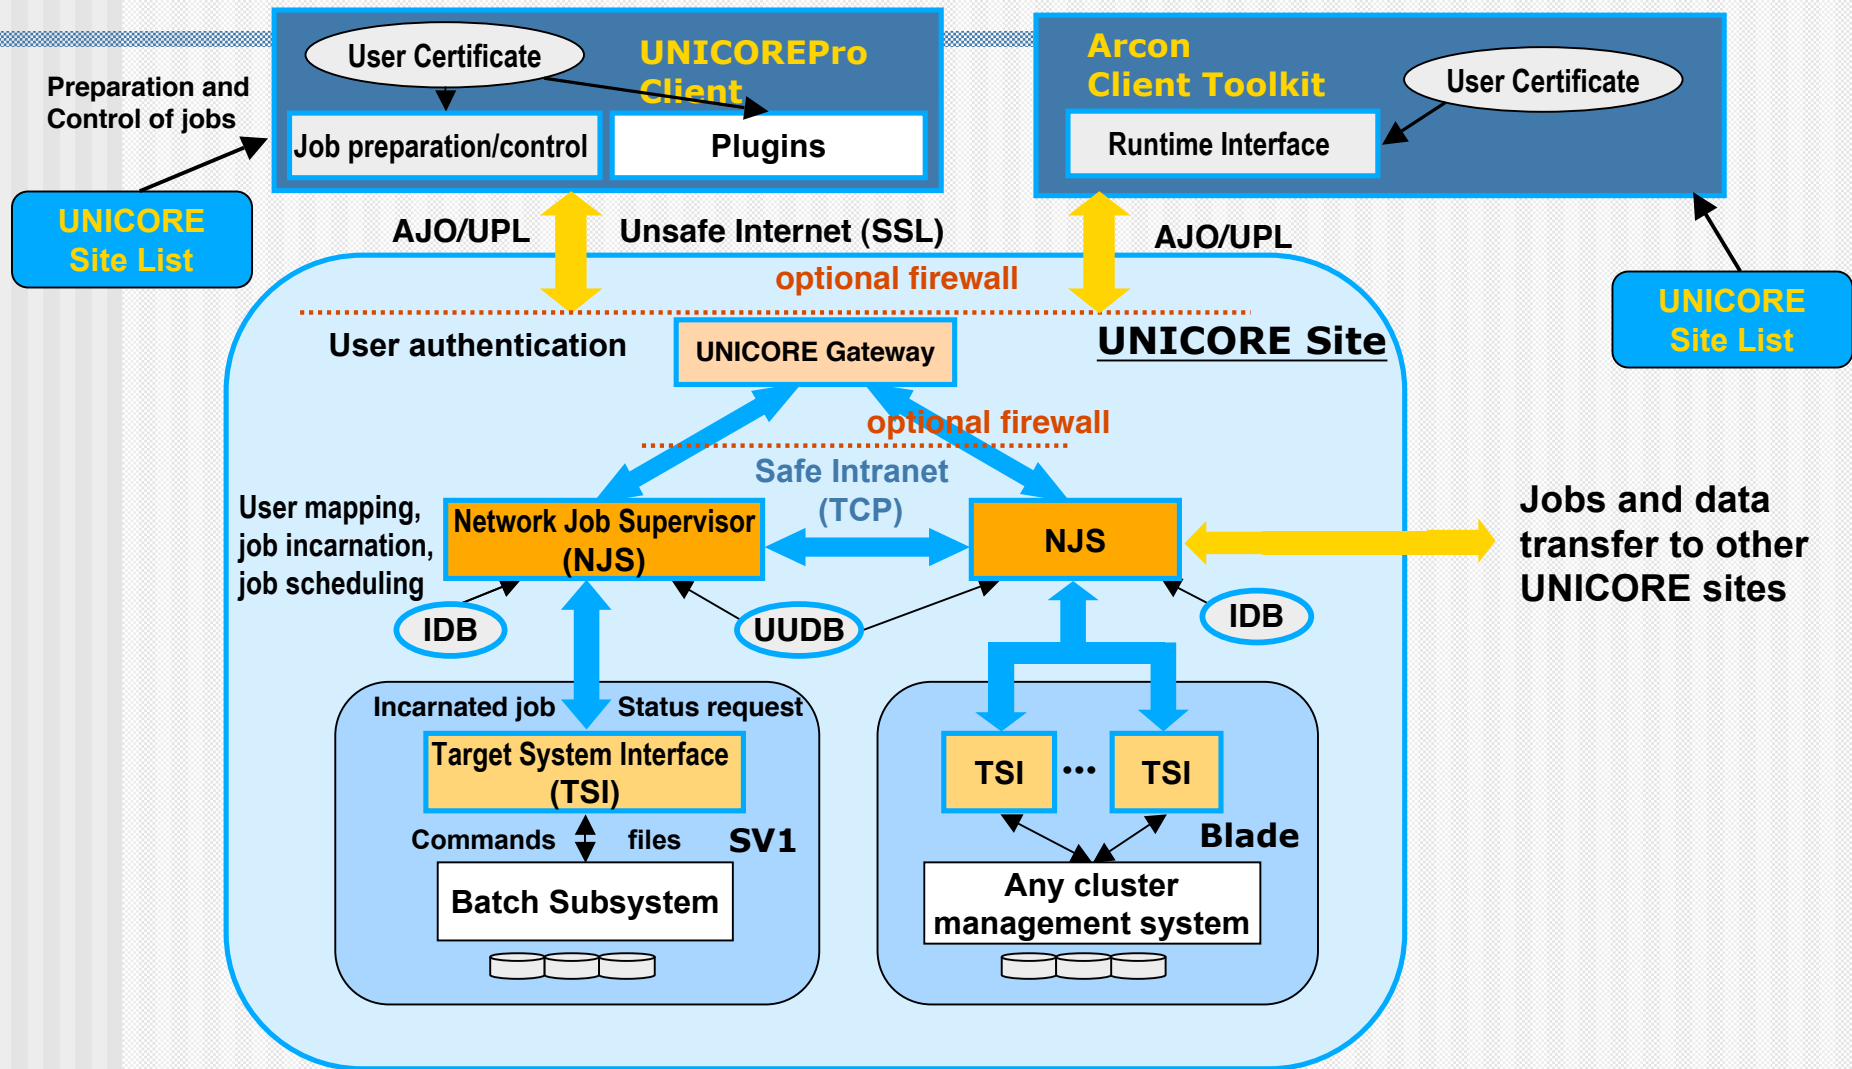 User Certificate
UNICOREPro
Client
Preparation and
Control of jobs
Job preparation/control
Plugins
Arcon
Client Toolkit
User Certificate
Runtime Interface
UNICORE
Site List
AJO/UPL
Unsafe Internet (SSL)
AJO/UPL
UNICORE
Site List
optional firewall
User authentication
UNICORE Gateway
UNICORE Site
optional firewall
Safe Intranet
(TCP)
User mapping,
job incarnation,
job scheduling
Network Job Supervisor
(NJS)
NJS
Jobs and data
transfer to other
UNICORE sites
IDB
UUDB
IDB
Incarnated job
Status request
Target System Interface
(TSI)
TSI
...
TSI
Commands
files
SV1
Blade
Batch Subsystem
Any cluster
management system